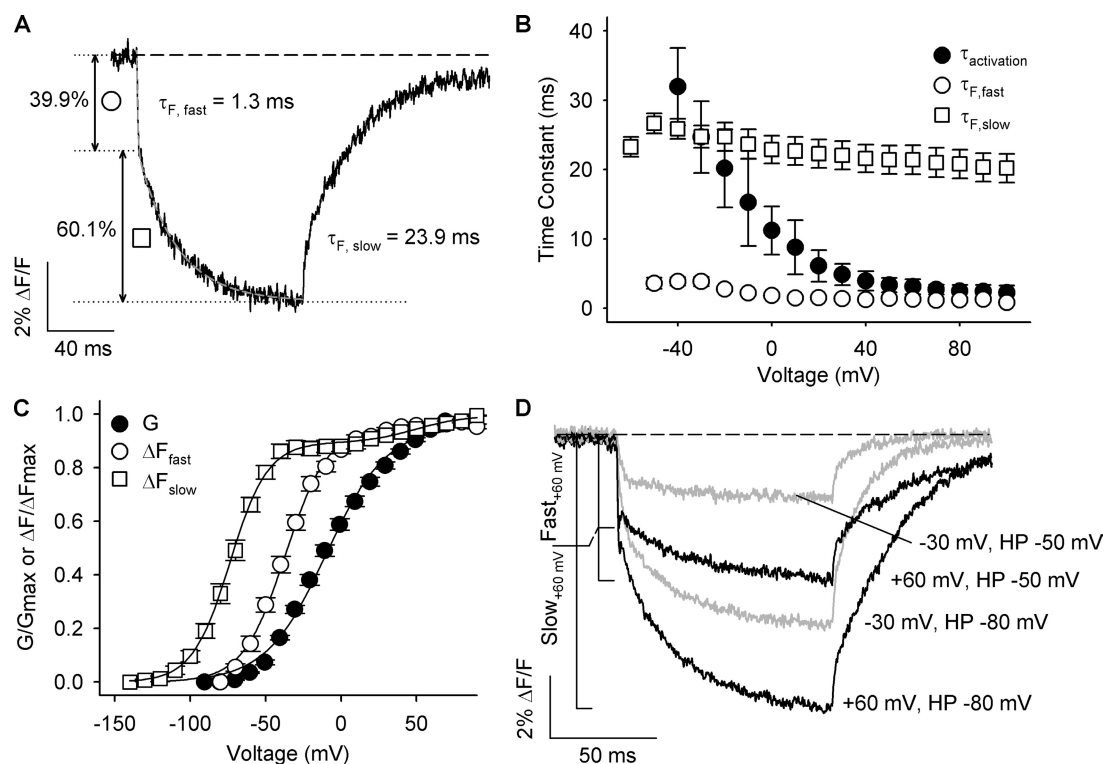 A
39.9%
τF, fast = 1.3 ms
60.1%
τF, slow = 23.9 ms
2% ΔF/F
40 ms
B
Time Constant (ms)
40
30
20
10
0
τactivation
τF,fast
τF,slow
-40 0 40 80
Voltage (mV)
C
G/Gmax or ΔF/ΔFmax
1.0
0.8
0.6
0.4
0.2
0.0
G
ΔFfast
ΔFslow
-150 -100 -50 0 50
Voltage (mV)
D
Fast+60 mV
Slow+60 mV
-30 mV, HP -50 mV
+60 mV, HP -50 mV
-30 mV, HP -80 mV
+60 mV, HP -80 mV
2% ΔF/F
50 ms